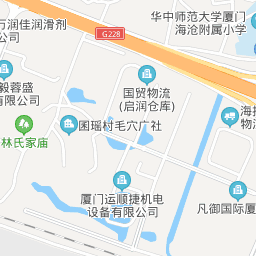 万润佳润滑剂
公司
G228
华中师范大学厦门
海沧附属小学
国贸物流
(启润仓库)
毅蓉盛
有限公司
林氏家庙
囷瑶村毛穴广社
海投
物流
厦门运顺捷机电
设备有限公司
凡御国际厦